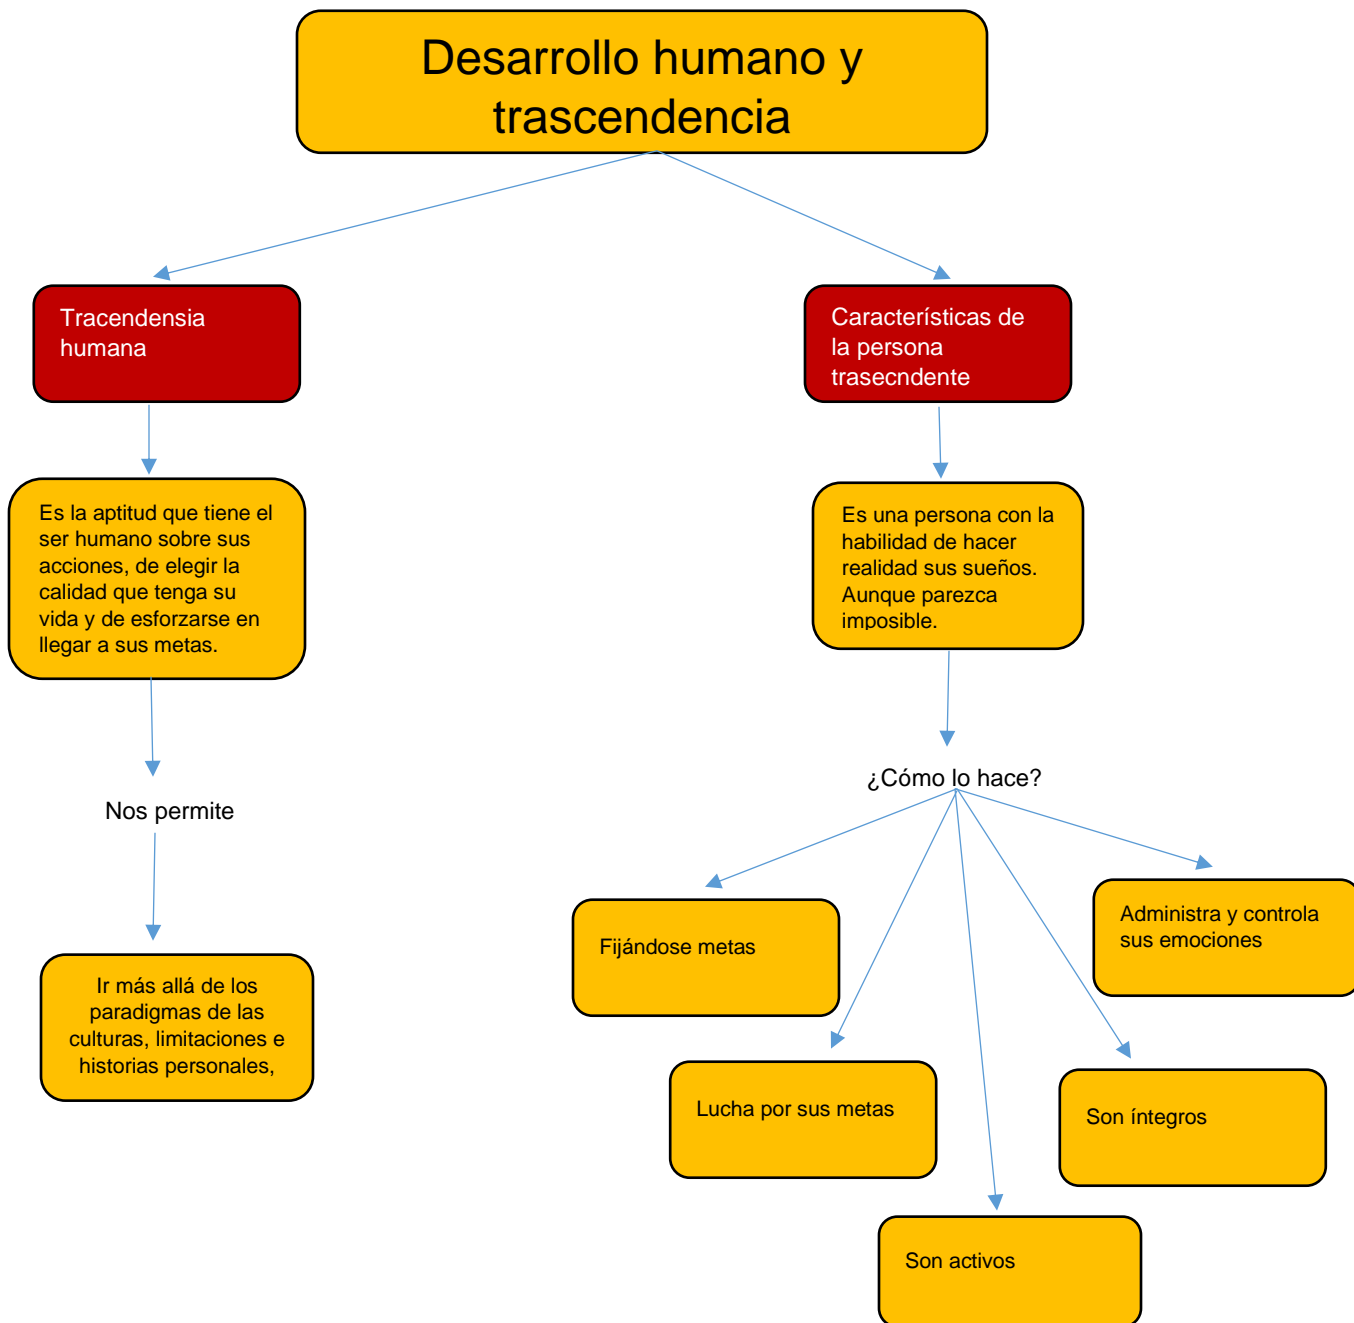 Desarrollo humano y
trascendencia
Tracendensia
humana
Características de
la persona
trasecndente
Es la aptitud que tiene el
ser humano sobre sus
acciones, de elegir la
calidad que tenga su
vida y de esforzarse en
llegar a sus metas.
Es una persona con la
habilidad de hacer
realidad sus sueños.
Aunque parezca
imposible.
Nos permite
¿Cómo lo hace?
Ir más allá de los
paradigmas de las
culturas, limitaciones e
historias personales,
Fijándose metas
Administra y controla
sus emociones
Lucha por sus metas
Son íntegros
Son activos